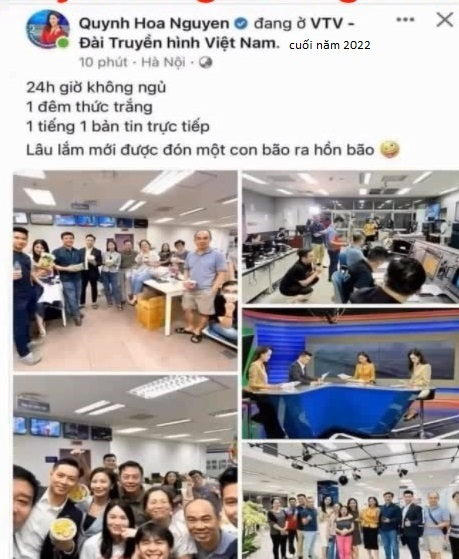 Quynh Hoa Nguyen đang ở VTV -
Đài Truyền hình Việt Nam. cuối năm 2022
10 phút · Hà Nội ·
24h giờ không ngủ
1 đêm thức trắng
1 tiếng 1 bản tin trực tiếp
Lâu lắm mới được đón một con bão ra hồn bão 🤪